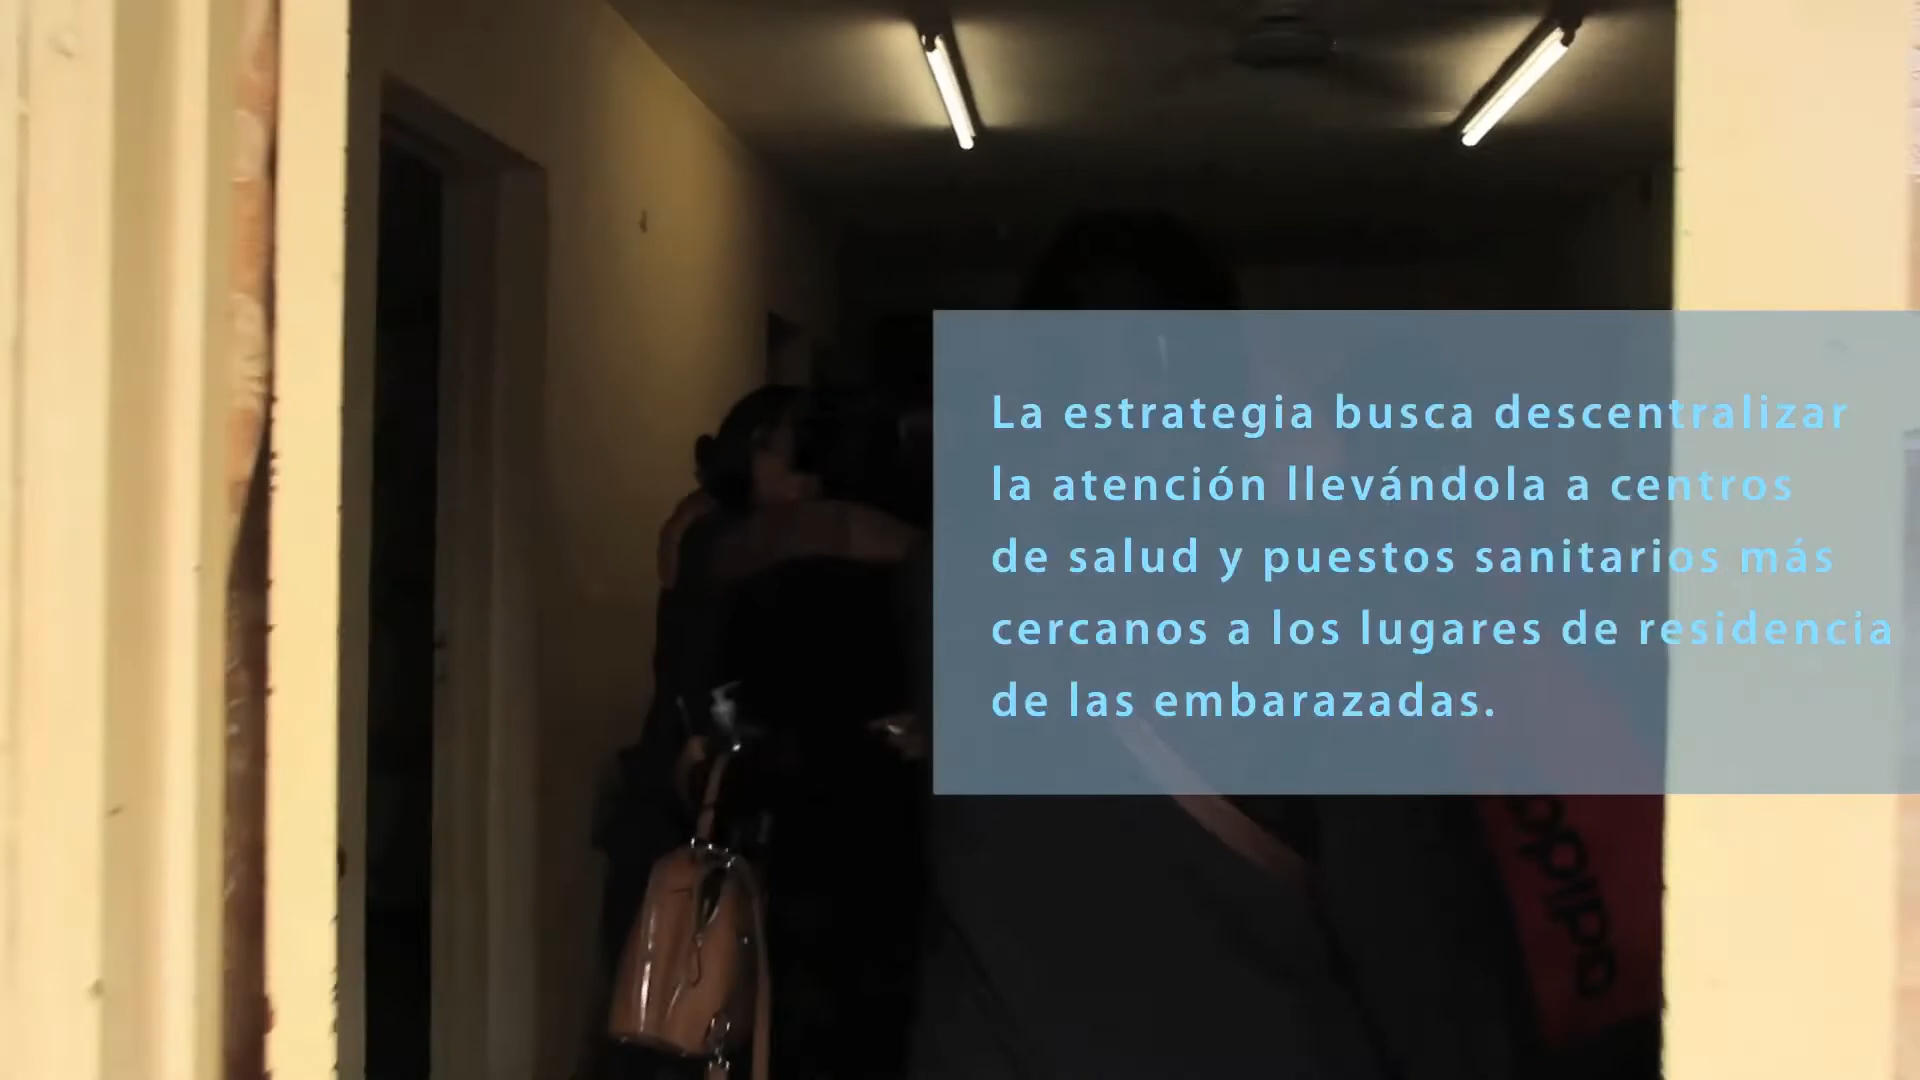 La estrategia busca descentralizar
la atención llevándola a centros
de salud y puestos sanitarios más
cercanos a los lugares de residencia
de las embarazadas.
adidas